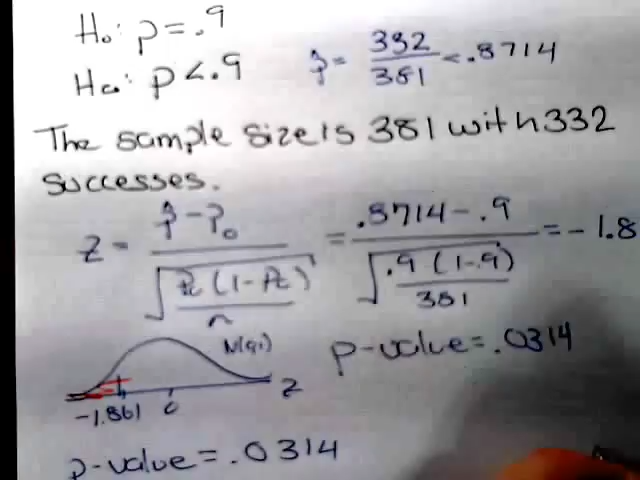 H₀: p = .9
Ha: p < .9
p̂ = 332/381 = .8714
The sample size is 381 with 332
successes.
z = (p̂ - p₀)/√(p₀(1-p₀)/n) = (.8714 - .9)/√(.9(1-.9)/381) = -1.8
N(0,1)
p-value = .0314
-1.861 0 z
p-value = .0314